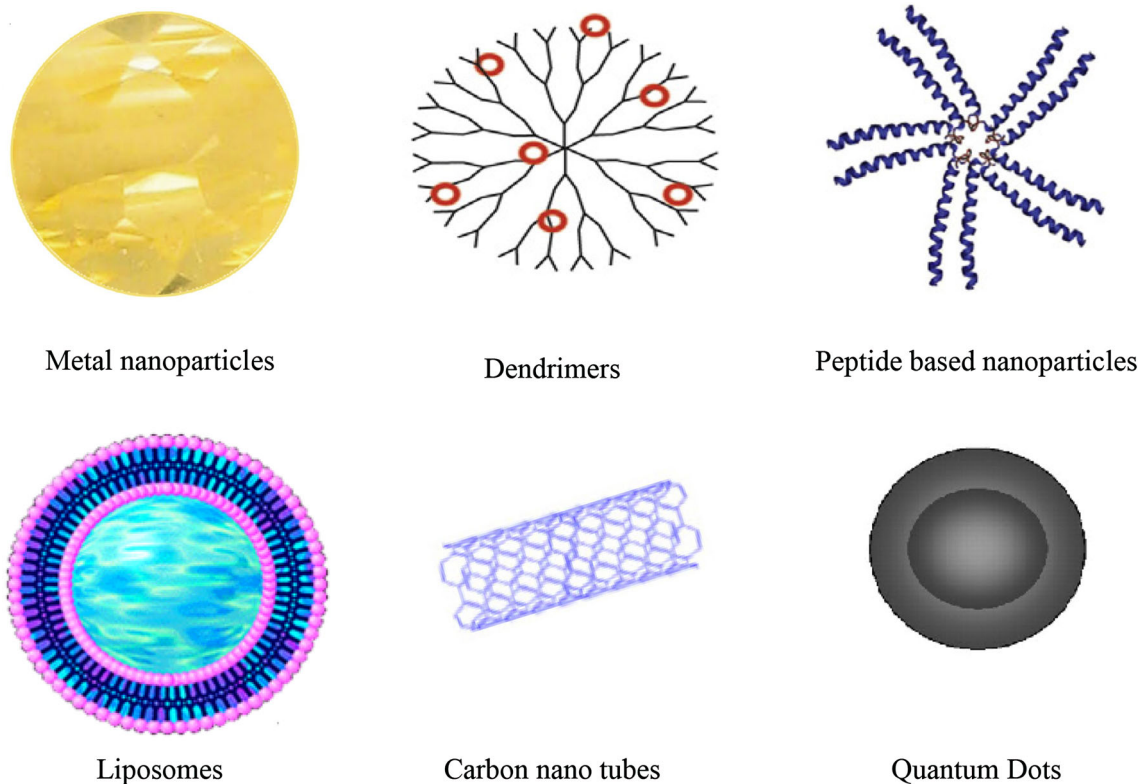 Metal nanoparticles
Dendrimers
Peptide based nanoparticles
Liposomes
Carbon nano tubes
Quantum Dots